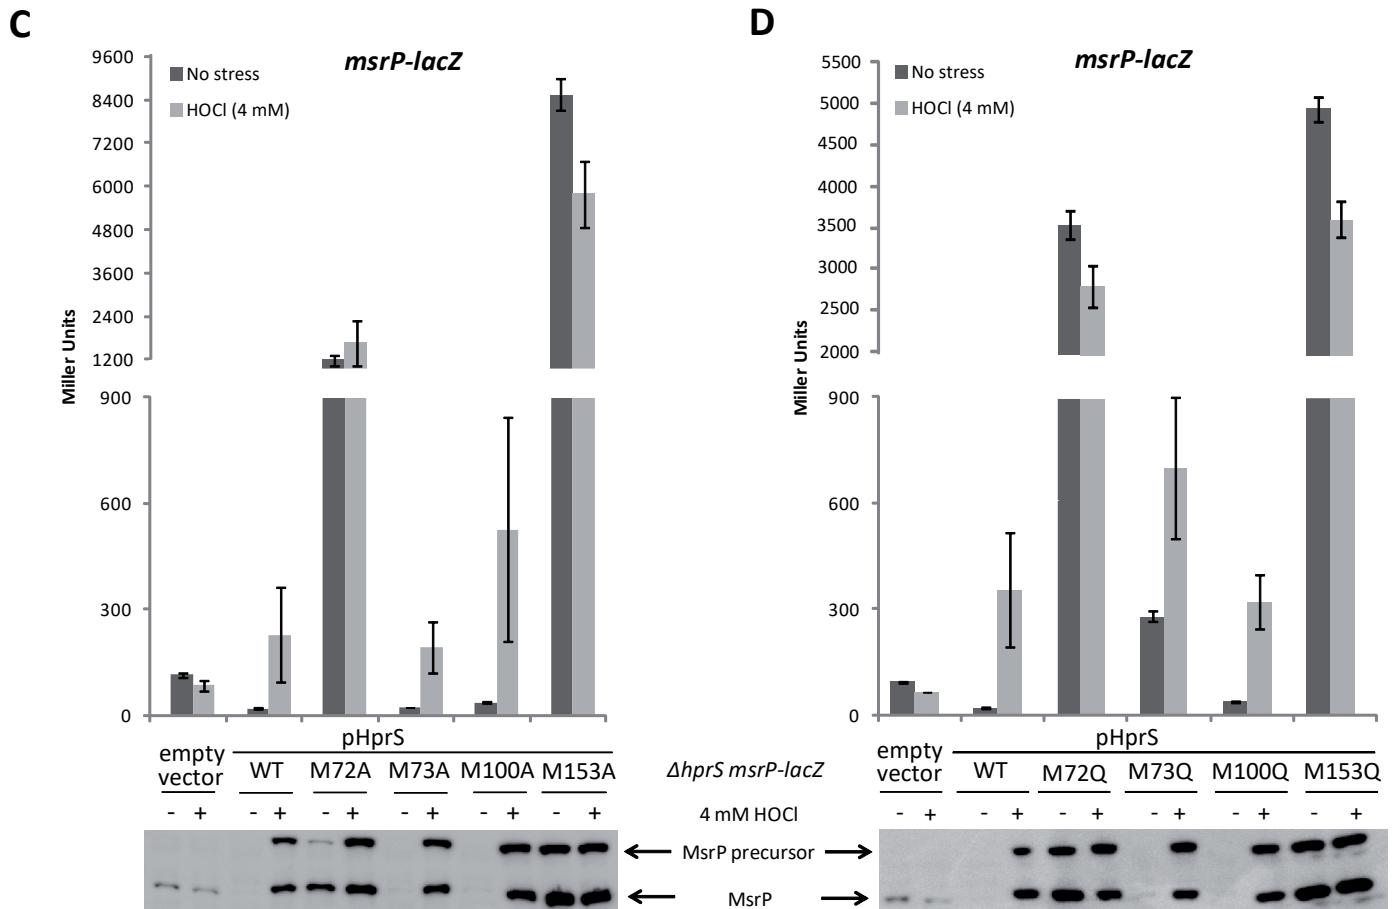 C
msrP-lacZ
No stress
HOCl (4 mM)
Miller Units
9600
8400
7200
6000
4800
3600
2400
1200
900
600
300
0
empty vector
pHprS
WT M72A M73A M100A M153A
- + - + - + - + - + - +
D
msrP-lacZ
No stress
HOCl (4 mM)
Miller Units
5500
5000
4500
4000
3500
3000
2500
2000
900
600
300
0
empty vector
pHprS
WT M72Q M73Q M100Q M153Q
- + - + - + - + - + - +
ΔhprS msrP-lacZ
4 mM HOCl
MsrP precursor
MsrP